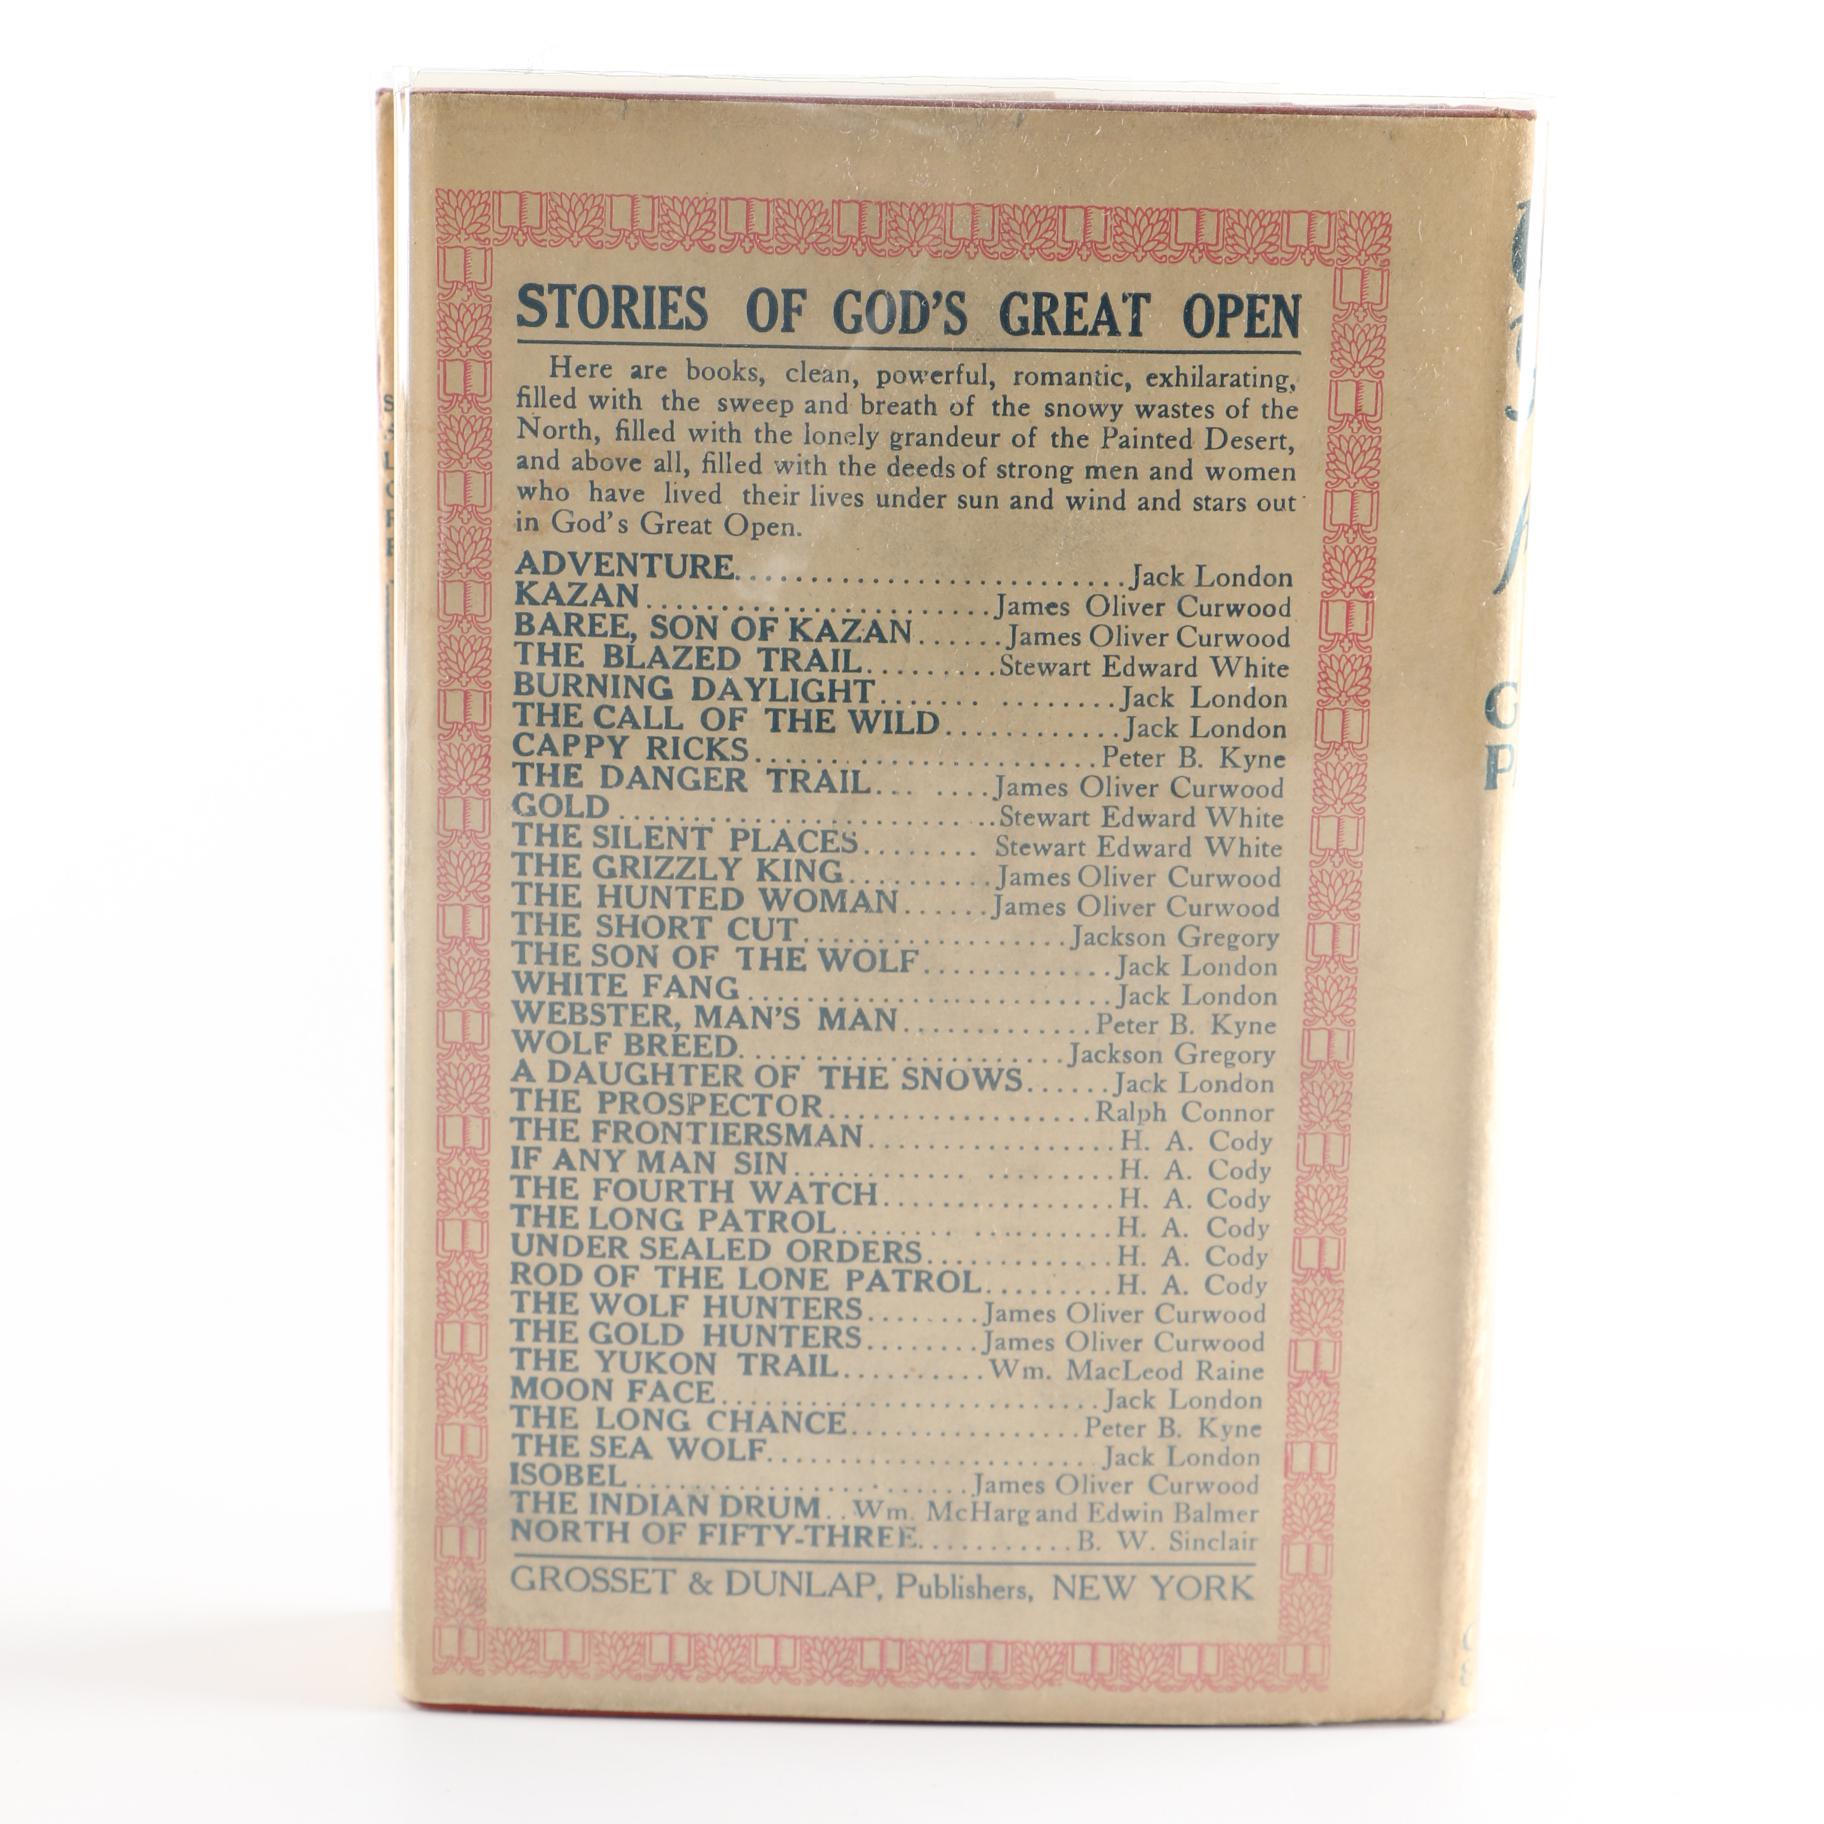 STORIES OF GOD'S GREAT OPEN
Here are books, clean, powerful, romantic, exhilarating,
filled with the sweep and breath of the snowy wastes of the
North, filled with the lonely grandeur of the Painted Desert,
and above all, filled with the deeds of strong men and women
who have lived their lives under sun and wind and stars out
in God's Great Open.
ADVENTURE..........................Jack London
KAZAN.......................James Oliver Curwood
BAREE, SON OF KAZAN......James Oliver Curwood
THE BLAZED TRAIL.........Stewart Edward White
BURNING DAYLIGHT....... ........Jack London
THE CALL OF THE WILD............Jack London
CAPPY RICKS.......................Peter B. Kyne
THE DANGER TRAIL... ....James Oliver Curwood
GOLD..........................Stewart Edward White
THE SILENT PLACES........ Stewart Edward White
THE GRIZZLY KING..........James Oliver Curwood
THE HUNTED WOMAN......James Oliver Curwood
THE SHORT CUT..................Jackson Gregory
THE SON OF THE WOLF.............Jack London
WHITE FANG........................Jack London
WEBSTER, MAN'S MAN.............Peter B. Kyne
WOLF BREED......................Jackson Gregory
A DAUGHTER OF THE SNOWS......Jack London
THE PROSPECTOR..................Ralph Connor
THE FRONTIERSMAN.................H. A. Cody
IF ANY MAN SIN............ .........H. A. Cody
THE FOURTH WATCH................H. A. Cody
THE LONG PATROL........ ..........H. A. Cody
UNDER SEALED ORDERS.............H. A. Cody
ROD OF THE LONE PATROL.........H. A. Cody
THE WOLF HUNTERS........James Oliver Curwood
THE GOLD HUNTERS........James Oliver Curwood
THE YUKON TRAIL..........Wm. MacLeod Raine
MOON FACE.........................Jack London
THE LONG CHANCE.................Peter B. Kyne
THE SEA WOLF......................Jack London
ISOBEL.......................James Oliver Curwood
THE INDIAN DRUM..Wm. McHarg and Edwin Balmer
NORTH OF FIFTY-THREE...........B. W. Sinclair
GROSSET & DUNLAP, Publishers, NEW YORK